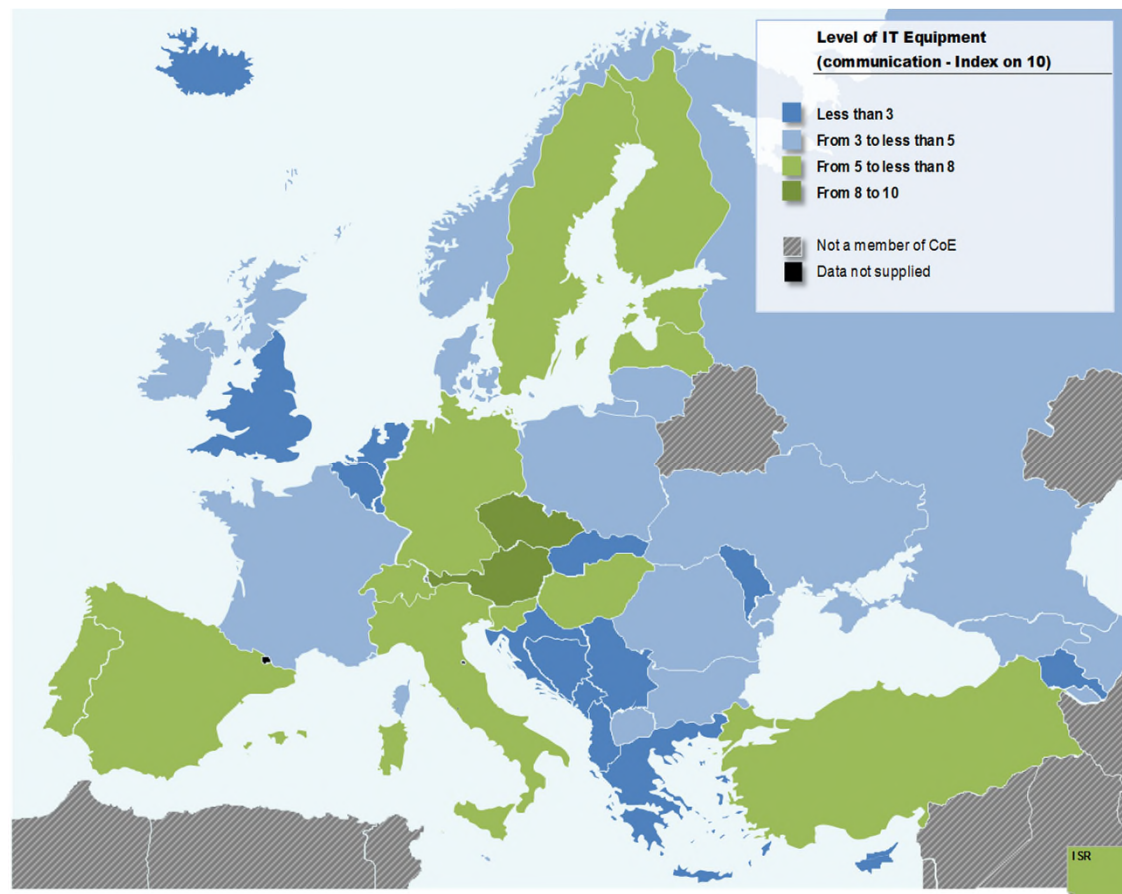 Level of IT Equipment
(communication - Index on 10)
Less than 3
From 3 to less than 5
From 5 to less than 8
From 8 to 10
Not a member of CoE
Data not supplied
ISR